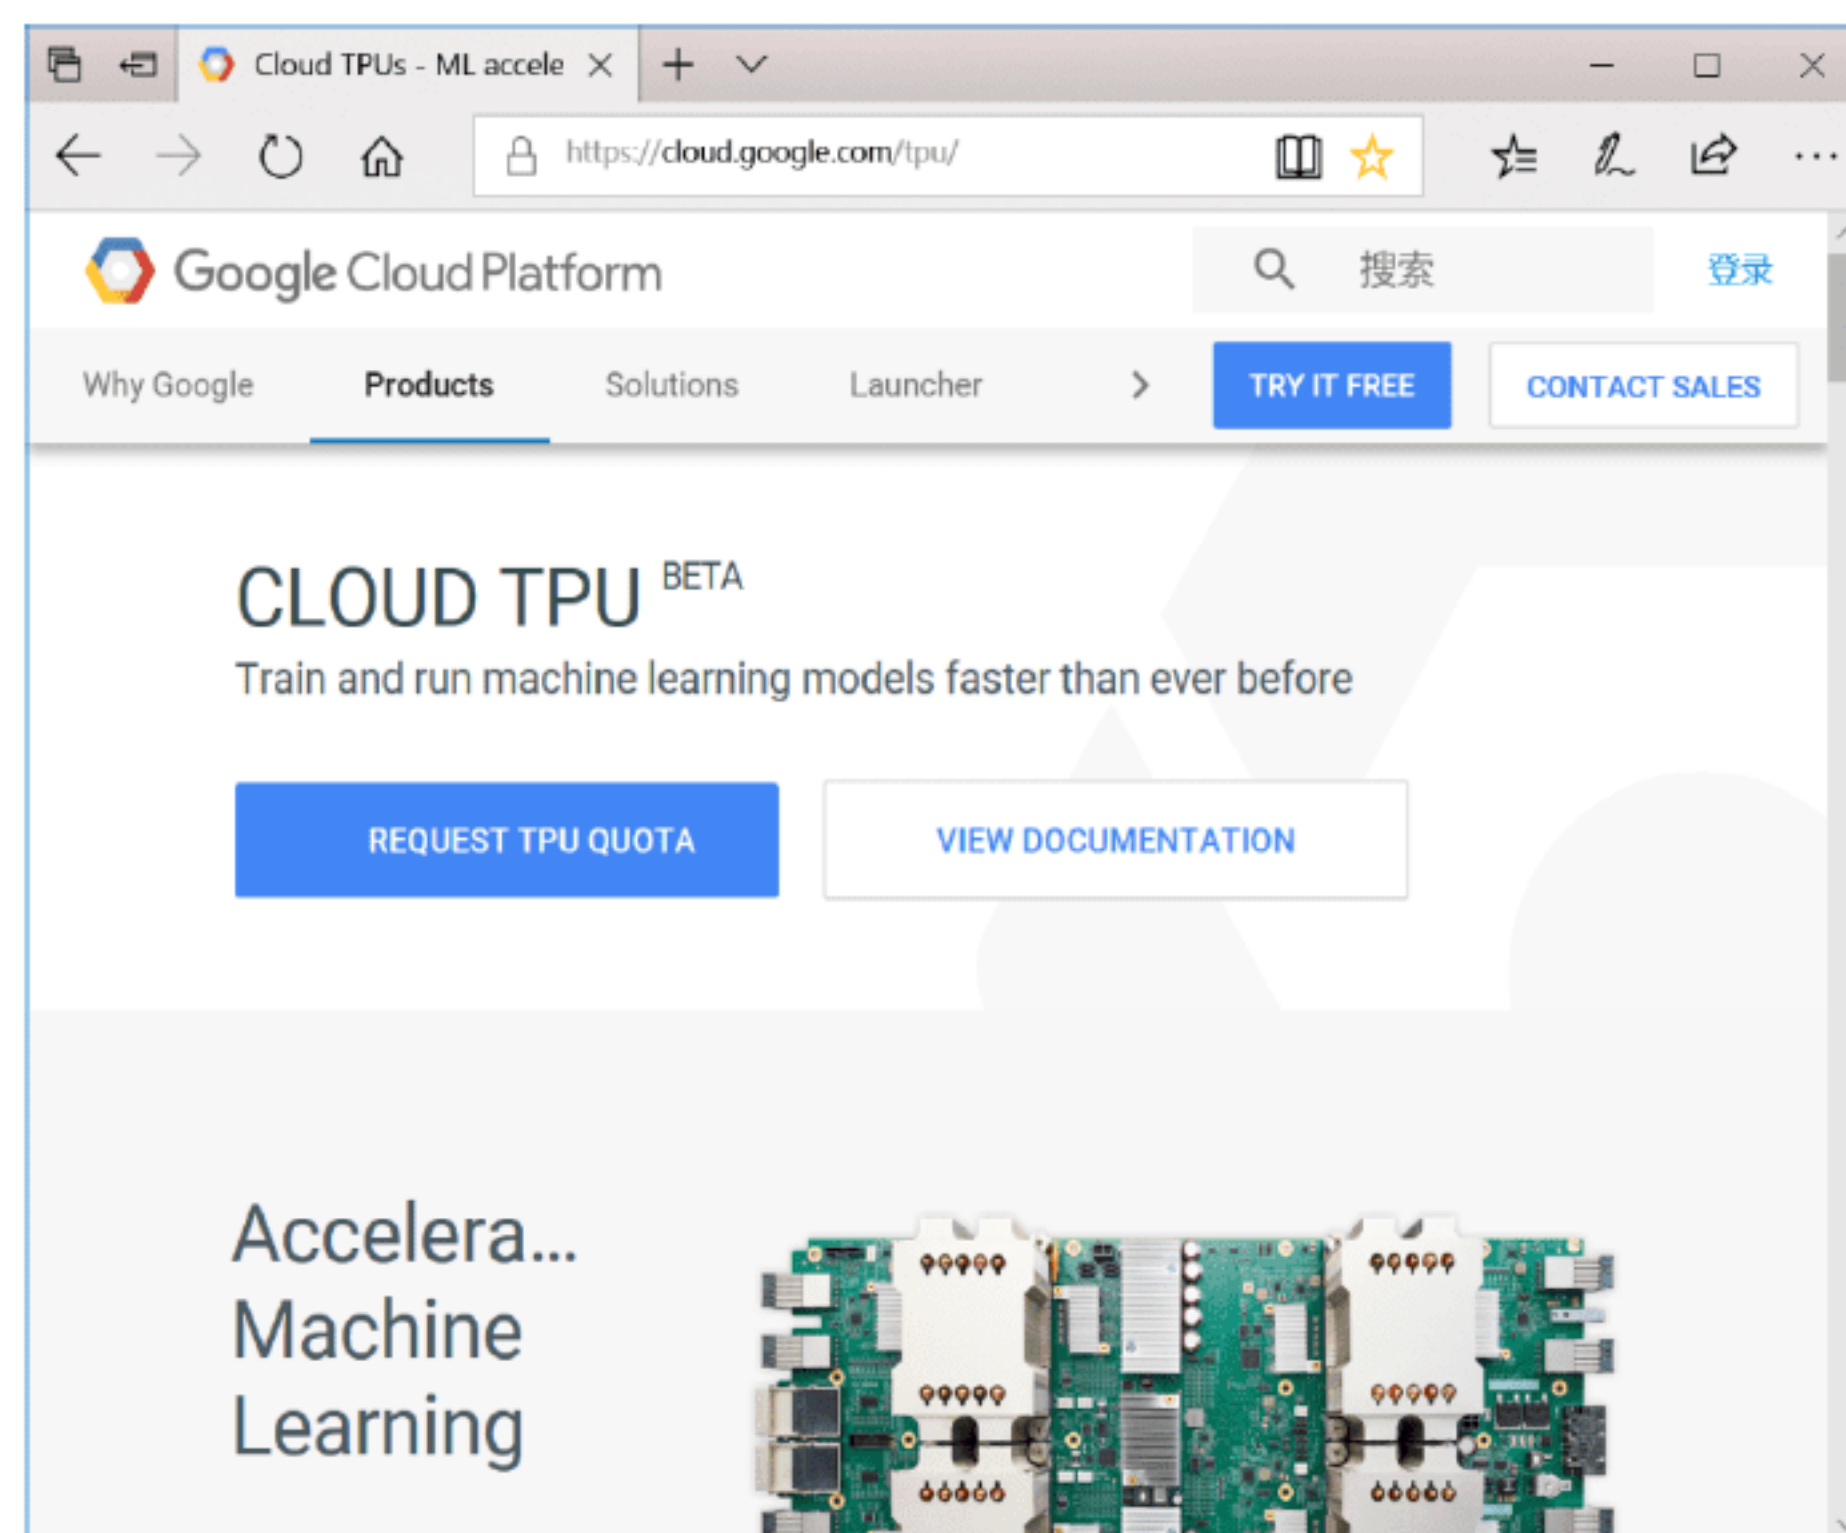 Cloud TPUs - ML accele
https://cloud.google.com/tpu/
Google Cloud Platform
搜索
登录
Why Google
Products
Solutions
Launcher
TRY IT FREE
CONTACT SALES
CLOUD TPU BETA
Train and run machine learning models faster than ever before
REQUEST TPU QUOTA
VIEW DOCUMENTATION
Accelera...
Machine
Learning